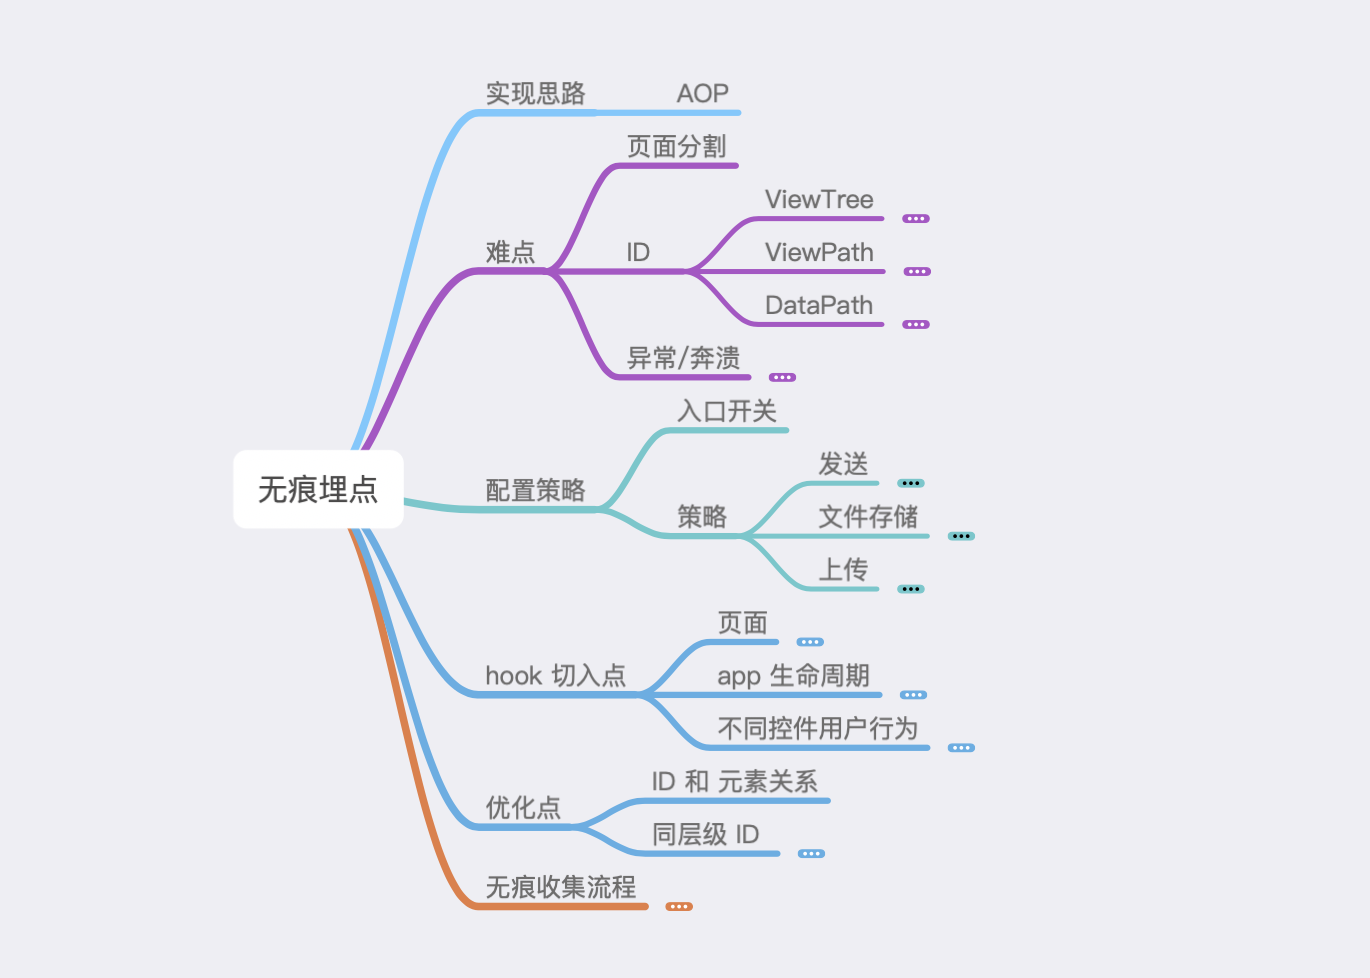 实现思路
AOP
页面分割
ViewTree
难点
ID
ViewPath
DataPath
异常/奔溃
入口开关
发送
无痕埋点
配置策略
策略
文件存储
上传
页面
hook 切入点
app 生命周期
不同控件用户行为
ID 和 元素关系
优化点
同层级 ID
无痕收集流程